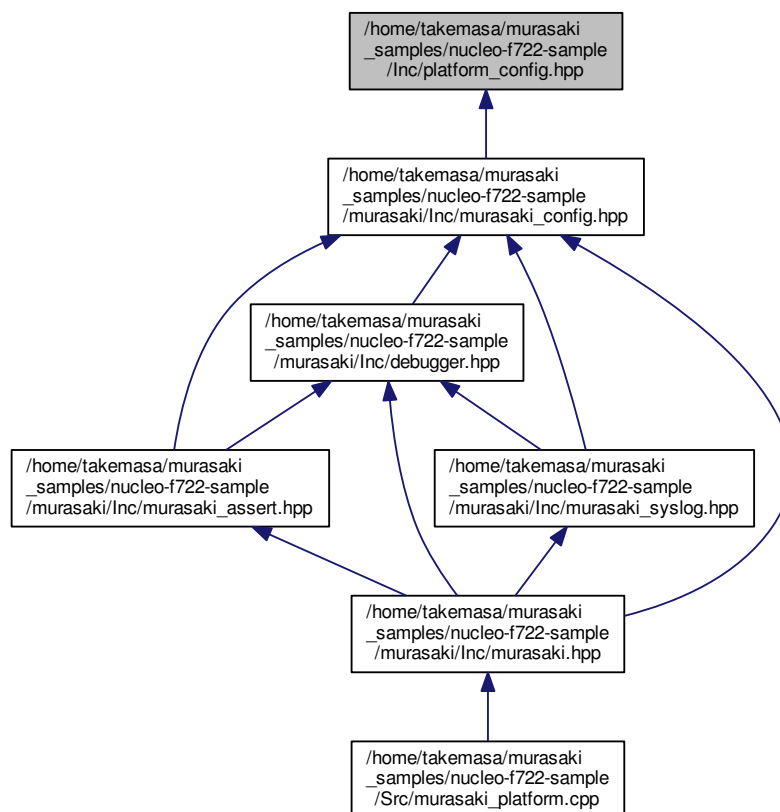 /home/takemasa/murasaki
_samples/nucleo-f722-sample
/Inc/platform_config.hpp
/home/takemasa/murasaki
_samples/nucleo-f722-sample
/murasaki/Inc/murasaki_config.hpp
/home/takemasa/murasaki
_samples/nucleo-f722-sample
/murasaki/Inc/debugger.hpp
/home/takemasa/murasaki
_samples/nucleo-f722-sample
/murasaki/Inc/murasaki_assert.hpp
/home/takemasa/murasaki
_samples/nucleo-f722-sample
/murasaki/Inc/murasaki_syslog.hpp
/home/takemasa/murasaki
_samples/nucleo-f722-sample
/murasaki/Inc/murasaki.hpp
/home/takemasa/murasaki
_samples/nucleo-f722-sample
/Src/murasaki_platform.cpp